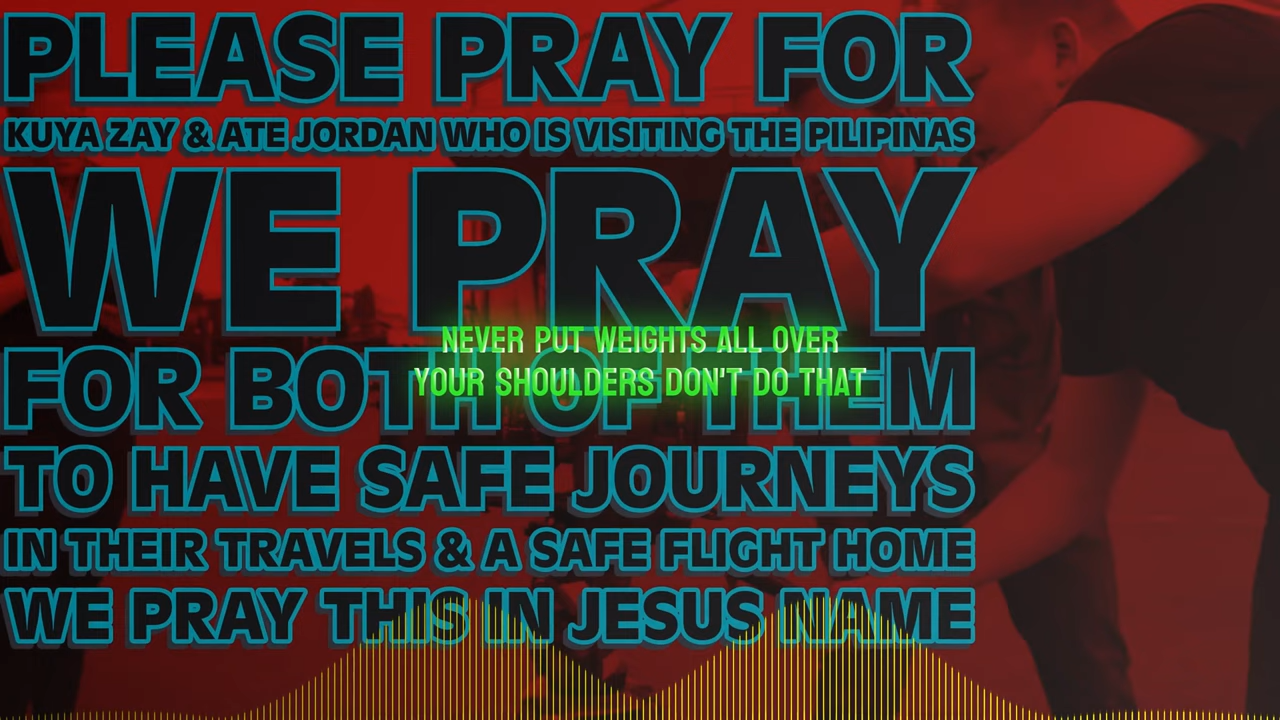 PLEASE PRAY FOR
KUYA ZAY & ATE JORDAN WHO IS VISITING THE PILIPINAS
WE PRAY
NEVER PUT WEIGHTS ALL OVER
YOUR SHOULDERS DON'T DO THAT
FOR BOTH OF THEM
TO HAVE SAFE JOURNEYS
IN THEIR TRAVELS & A SAFE FLIGHT HOME
WE PRAY THIS IN JESUS NAME